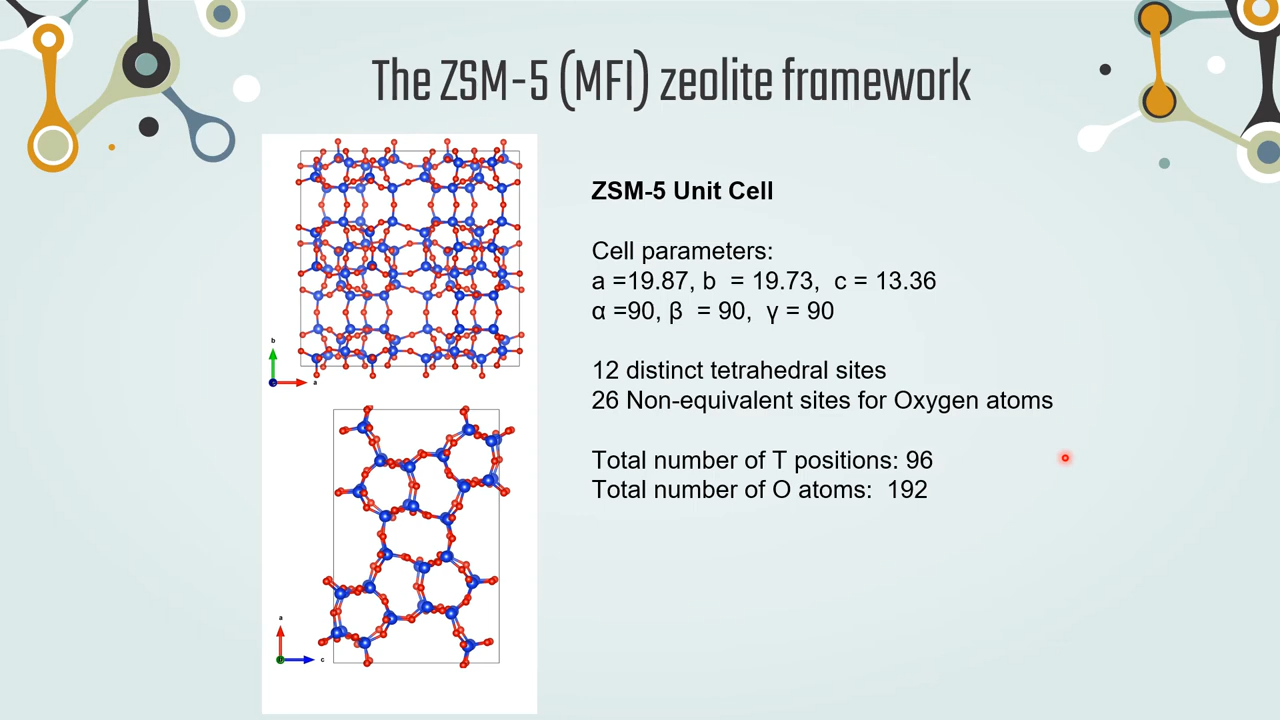 The ZSM-5 (MFI) zeolite framework
b
a
a
c
ZSM-5 Unit Cell
Cell parameters:
a =19.87, b  = 19.73,  c = 13.36
α =90, β  = 90,  γ = 90
12 distinct tetrahedral sites
26 Non-equivalent sites for Oxygen atoms
Total number of T positions: 96
Total number of O atoms:  192